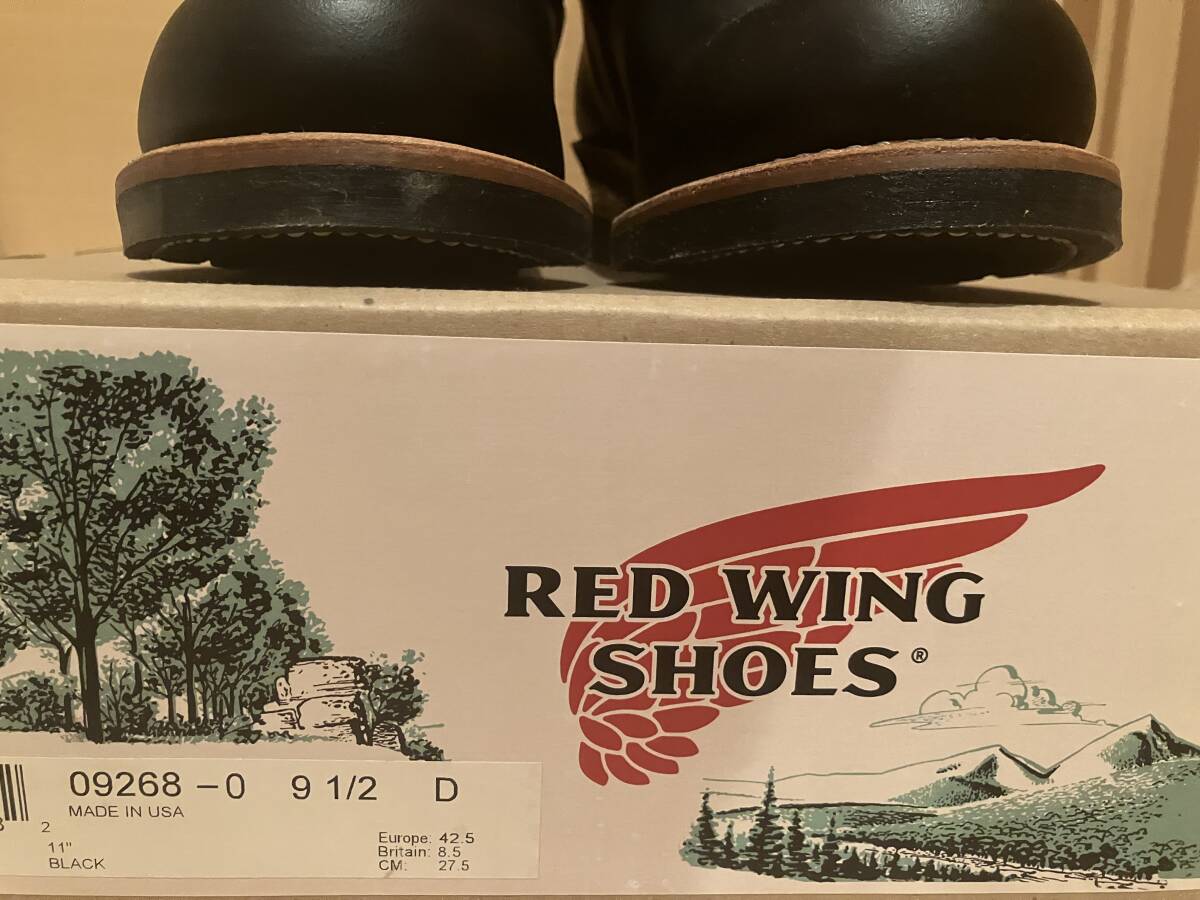 RED WING
SHOES®
09268 – 0 9 1/2 D
MADE IN USA
2
11"
BLACK
Europe: 42.5
Britain: 8.5
CM: 27.5